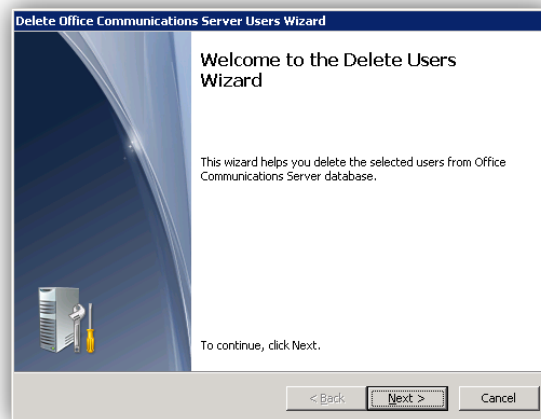 Delete Office Communications Server Users Wizard
Welcome to the Delete Users
Wizard
This wizard helps you delete the selected users from Office
Communications Server database.
To continue, click Next.
< Back
Next >
Cancel